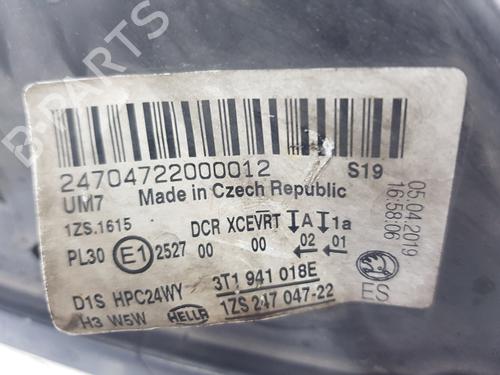 B-PARTS
24704722000012 S19
UM7 Made in Czech Republic
1ZS.1615
DCR XCEVRT A 1a
PL30 E1 2527 00 00 02 01
D1S HPC24WY 3T1 941 018E
H3 W5W HELLA 1ZS 247 047-22
05.04.2019
16:58:06
ES